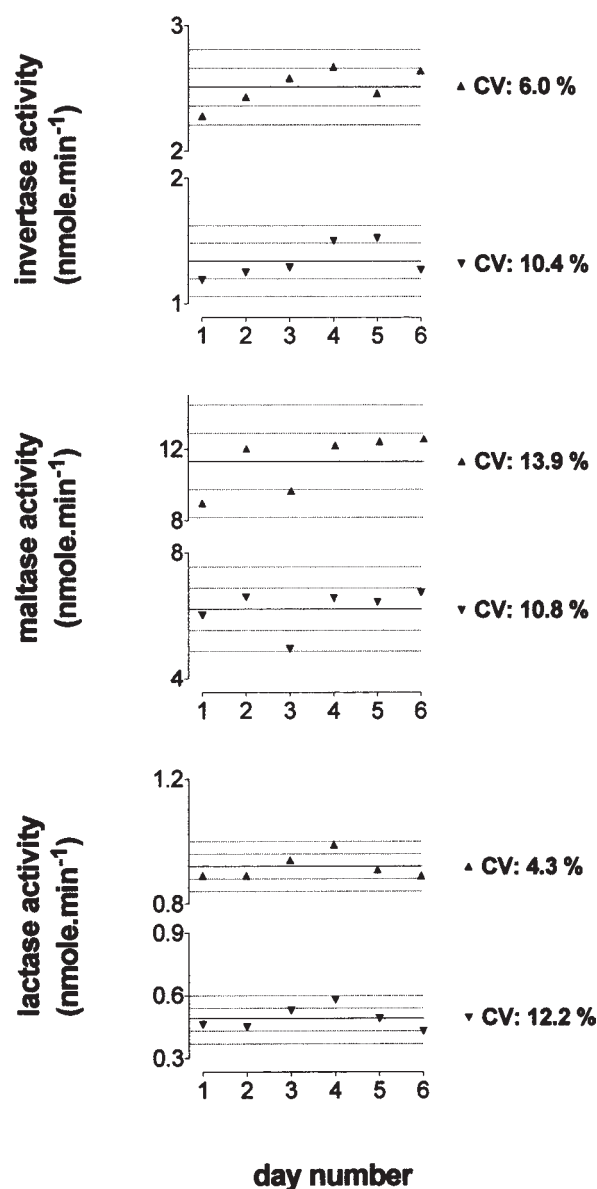 invertase activity
(nmole.min⁻¹)
3
2
▲ CV: 6.0 %
2
1
▼ CV: 10.4 %
1 2 3 4 5 6
maltase activity
(nmole.min⁻¹)
12
8
▲ CV: 13.9 %
8
4
▼ CV: 10.8 %
1 2 3 4 5 6
lactase activity
(nmole.min⁻¹)
1.2
0.8
▲ CV: 4.3 %
0.9
0.6
0.3
▼ CV: 12.2 %
1 2 3 4 5 6
day number